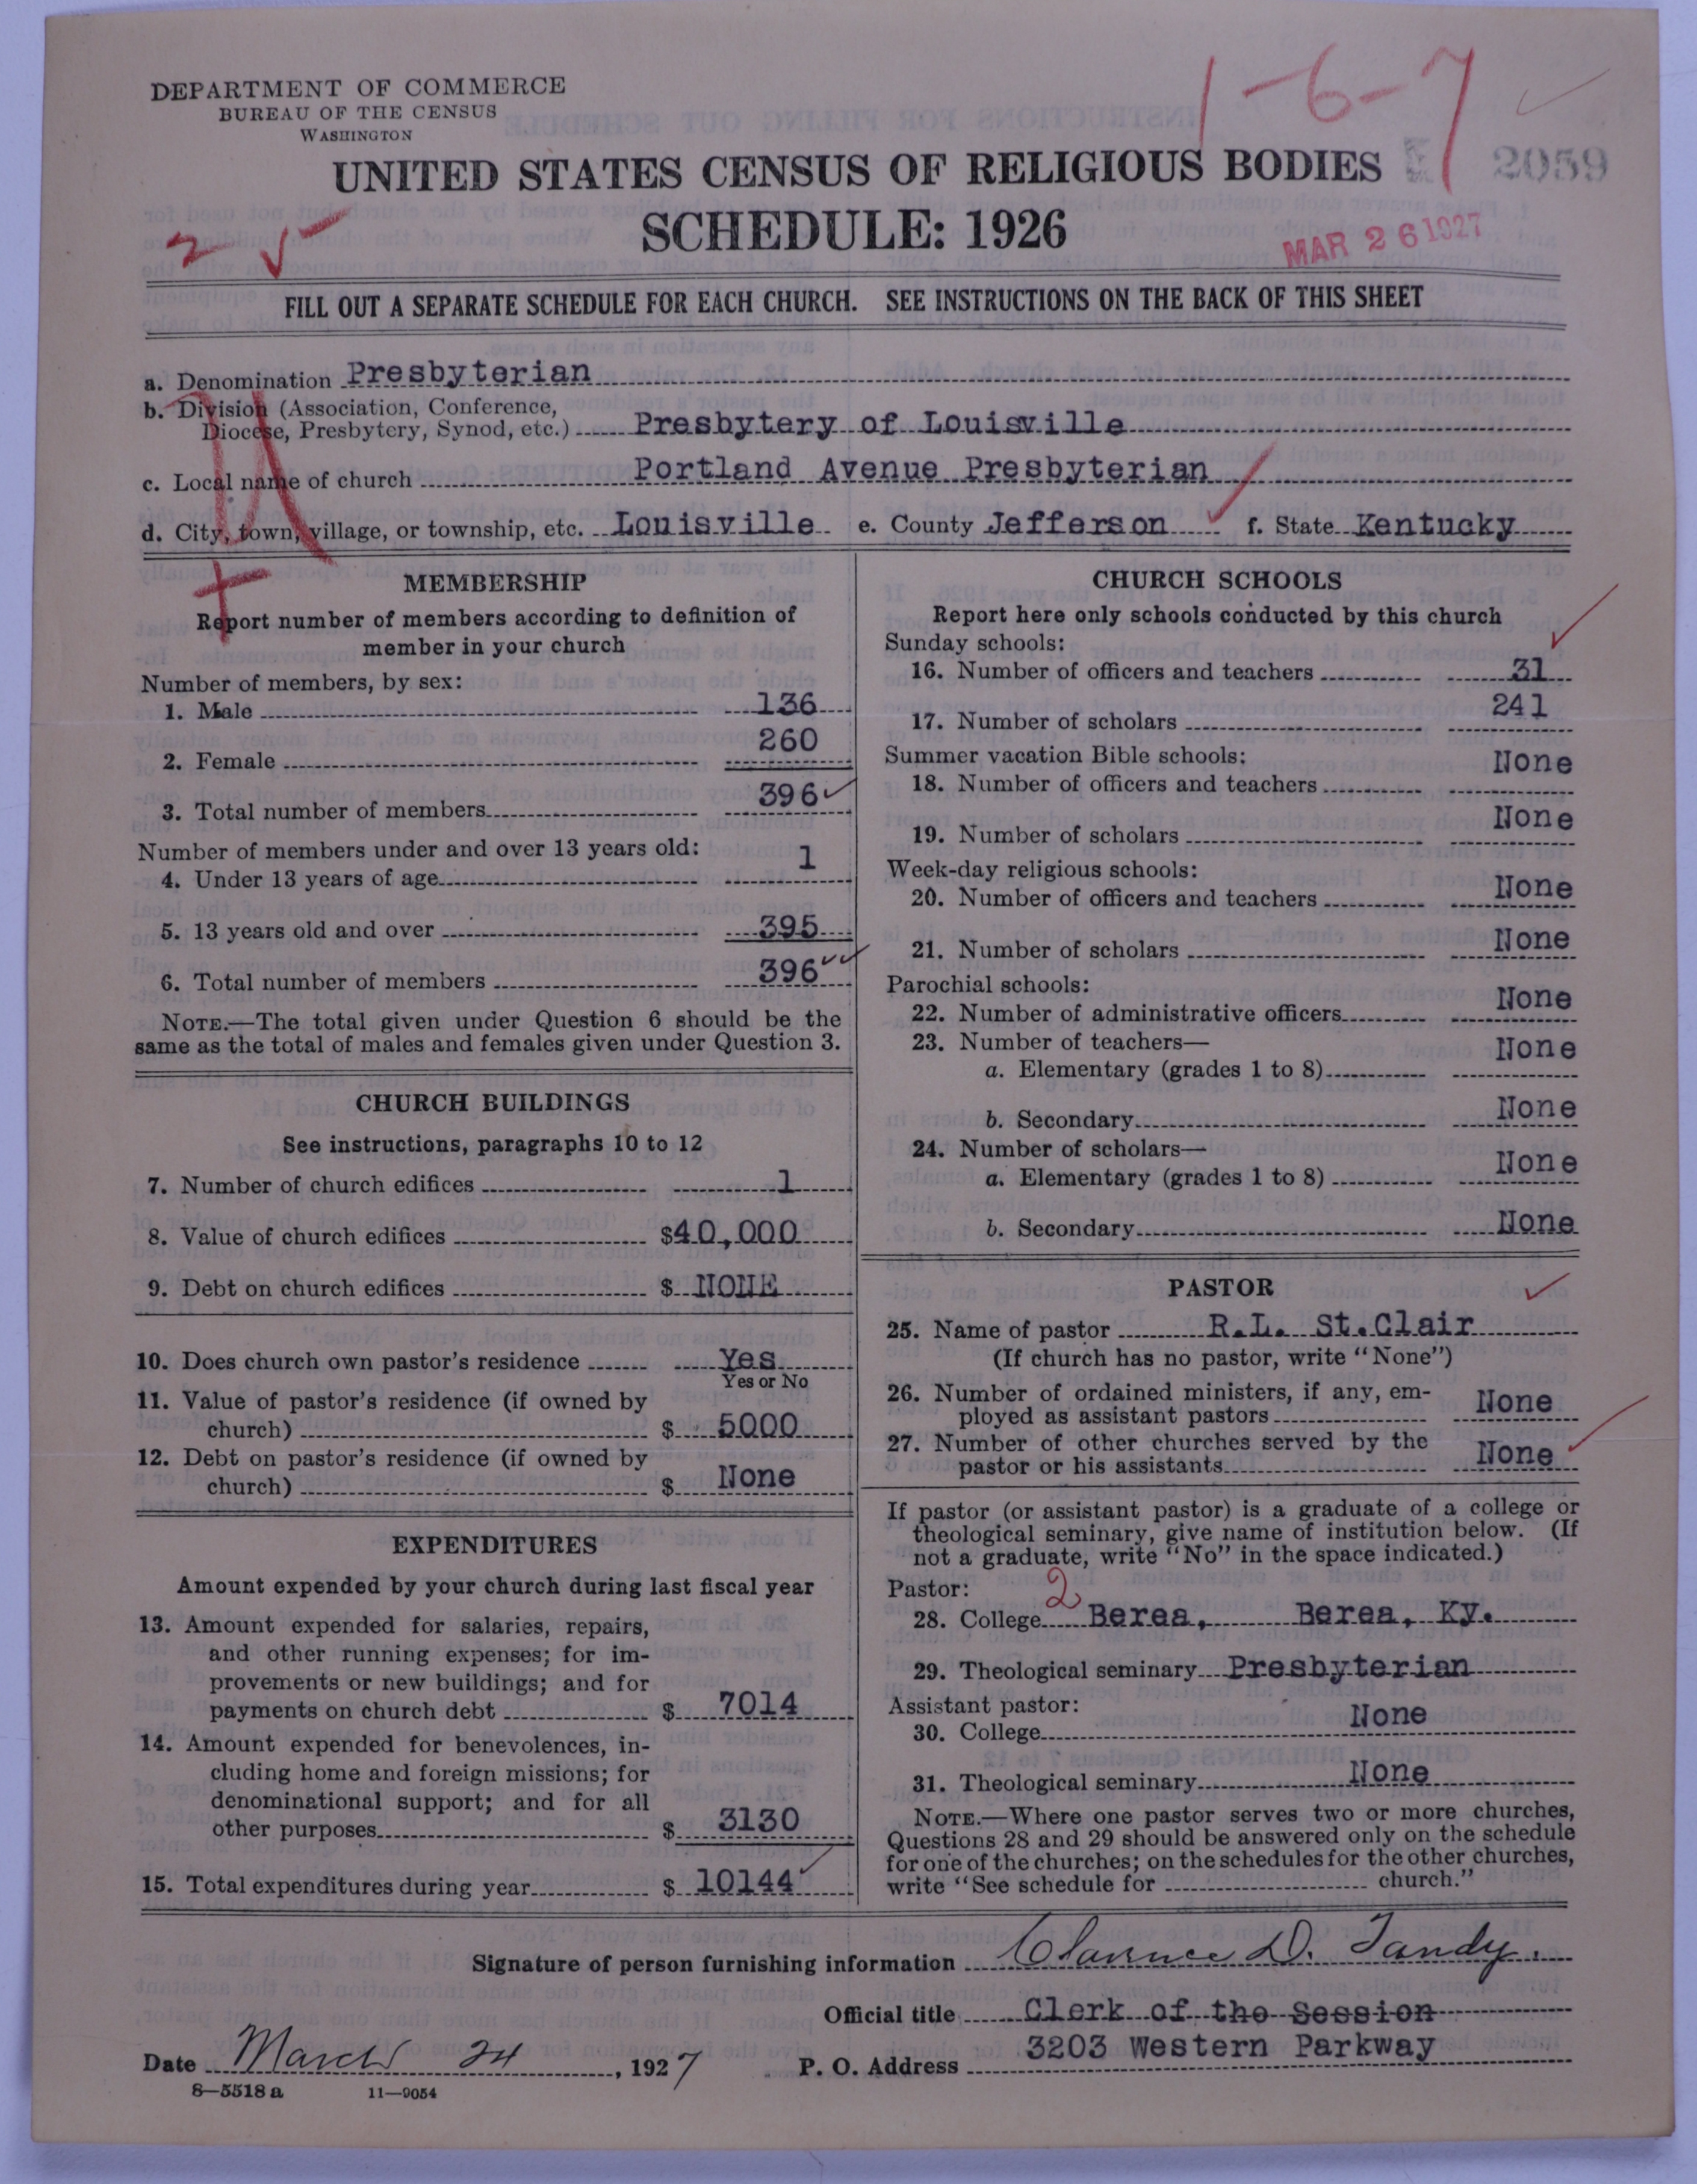 DEPARTMENT OF COMMERCE
BUREAU OF THE CENSUS
WASHINGTON
1-6-7
UNITED STATES CENSUS OF RELIGIOUS BODIES
2059
SCHEDULE: 1926
2
MAR 26 1927
FILL OUT A SEPARATE SCHEDULE FOR EACH CHURCH. SEE INSTRUCTIONS ON THE BACK OF THIS SHEET
a. Denomination Presbyterian
b. Division (Association, Conference,
Diocese, Presbytery, Synod, etc.) Presbytery of Louisville
c. Local name of church Portland Avenue Presbyterian
d. City, town, village, or township, etc. Louisville e. County Jefferson f. State Kentucky
MEMBERSHIP
Report number of members according to definition of
member in your church
Number of members, by sex:
1. Male 136
2. Female 260
3. Total number of members 396
Number of members under and over 13 years old:
4. Under 13 years of age 1
5. 13 years old and over 395
6. Total number of members 396
NOTE.—The total given under Question 6 should be the
same as the total of males and females given under Question 3.
CHURCH BUILDINGS
See instructions, paragraphs 10 to 12
7. Number of church edifices 1
8. Value of church edifices $40,000
9. Debt on church edifices $ NONE
10. Does church own pastor's residence Yes
Yes or No
11. Value of pastor's residence (if owned by
church) $ 5000
12. Debt on pastor's residence (if owned by
church) $ None
EXPENDITURES
Amount expended by your church during last fiscal year
13. Amount expended for salaries, repairs,
and other running expenses; for im-
provements or new buildings; and for
payments on church debt $ 7014
14. Amount expended for benevolences, in-
cluding home and foreign missions; for
denominational support; and for all
other purposes $ 3130
15. Total expenditures during year $ 10144
CHURCH SCHOOLS
Report here only schools conducted by this church
Sunday schools:
16. Number of officers and teachers 31
17. Number of scholars 241
Summer vacation Bible schools:
18. Number of officers and teachers None
19. Number of scholars None
Week-day religious schools:
20. Number of officers and teachers None
21. Number of scholars None
Parochial schools:
22. Number of administrative officers None
23. Number of teachers—
a. Elementary (grades 1 to 8) None
b. Secondary None
24. Number of scholars—
a. Elementary (grades 1 to 8) None
b. Secondary None
PASTOR
25. Name of pastor R.L. St.Clair
(If church has no pastor, write "None")
26. Number of ordained ministers, if any, em-
ployed as assistant pastors None
27. Number of other churches served by the
pastor or his assistants None
If pastor (or assistant pastor) is a graduate of a college or
theological seminary, give name of institution below. (If
not a graduate, write "No" in the space indicated.)
Pastor: 2
28. College Berea, Berea, Ky.
29. Theological seminary Presbyterian
Assistant pastor:
30. College None
31. Theological seminary None
NOTE.—Where one pastor serves two or more churches,
Questions 28 and 29 should be answered only on the schedule
for one of the churches; on the schedules for the other churches,
write "See schedule for church."
Signature of person furnishing information Clarence D. Tandy
Official title Clerk of the Session
Date March 24, 1927 P. O. Address 3203 Western Parkway
8—5518 a 11—9054